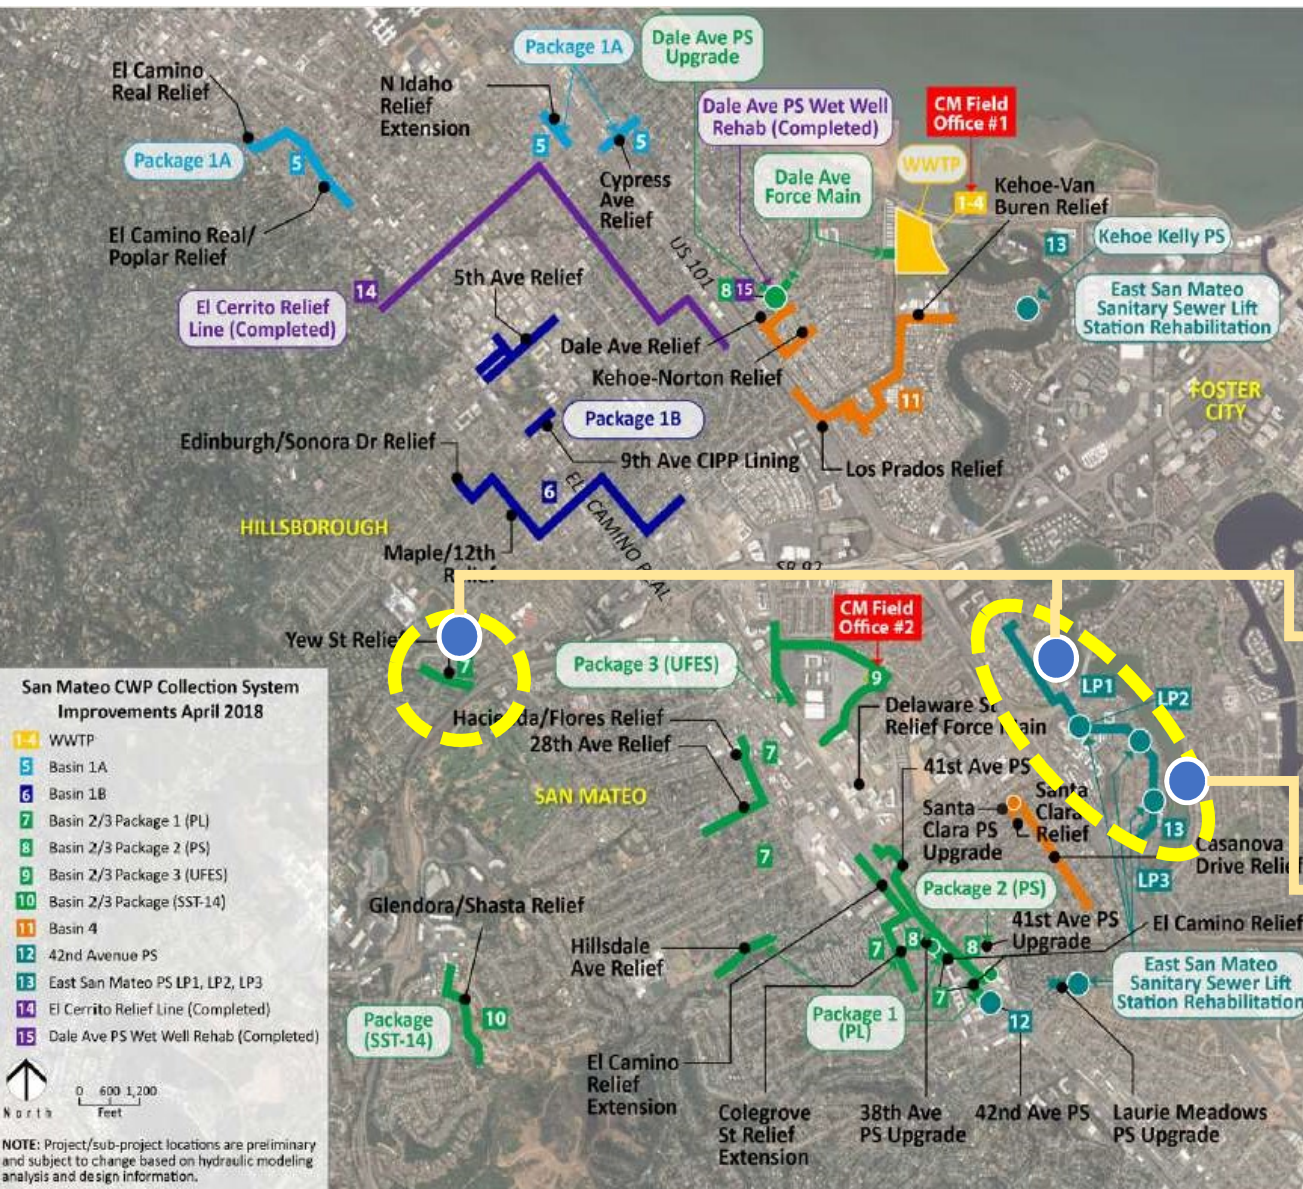 Package 1A
Dale Ave PS
Upgrade
El Camino
Real Relief
N Idaho
Relief
Extension
Dale Ave PS Wet Well
Rehab (Completed)
CM Field
Office #1
Package 1A
5
5
5
WWTP
Dale Ave
Force Main
Cypress
Ave
Relief
1-4
Kehoe-Van
Buren Relief
El Camino Real/
Poplar Relief
US 101
13
Kehoe Kelly PS
14
El Cerrito Relief
Line (Completed)
5th Ave Relief
8
15
East San Mateo
Sanitary Sewer Lift
Station Rehabilitation
Dale Ave Relief
Kehoe-Norton Relief
11
FOSTER
CITY
Package 1B
Edinburgh/Sonora Dr Relief
9th Ave CIPP Lining
Los Prados Relief
6
EL CAMINO REAL
HILLSBOROUGH
Maple/12th
Relief
SR 92
CM Field
Office #2
Yew St Relief
7
Package 3 (UFES)
9
LP1
LP2
Hacienda/Flores Relief
28th Ave Relief
7
Delaware St
Relief Force Main
41st Ave PS
SAN MATEO
Santa
Clara PS
Upgrade
Santa
Clara
Relief
13
Casanova
Drive Relief
7
LP3
Package 2 (PS)
Glendora/Shasta Relief
41st Ave PS
Upgrade
El Camino Relief
Hillsdale
Ave Relief
7
8
8
7
East San Mateo
Sanitary Sewer Lift
Station Rehabilitation
Package
(SST-14)
10
Package 1
(PL)
12
El Camino
Relief
Extension
Colegrove
St Relief
Extension
38th Ave
PS Upgrade
42nd Ave PS
Laurie Meadows
PS Upgrade
San Mateo CWP Collection System
Improvements April 2018
1-4 WWTP
5 Basin 1A
6 Basin 1B
7 Basin 2/3 Package 1 (PL)
8 Basin 2/3 Package 2 (PS)
9 Basin 2/3 Package 3 (UFES)
10 Basin 2/3 Package (SST-14)
11 Basin 4
12 42nd Avenue PS
13 East San Mateo PS LP1, LP2, LP3
14 El Cerrito Relief Line (Completed)
15 Dale Ave PS Wet Well Rehab (Completed)
North
0 600 1,200
Feet
NOTE: Project/sub-project locations are preliminary
and subject to change based on hydraulic modeling
analysis and design information.